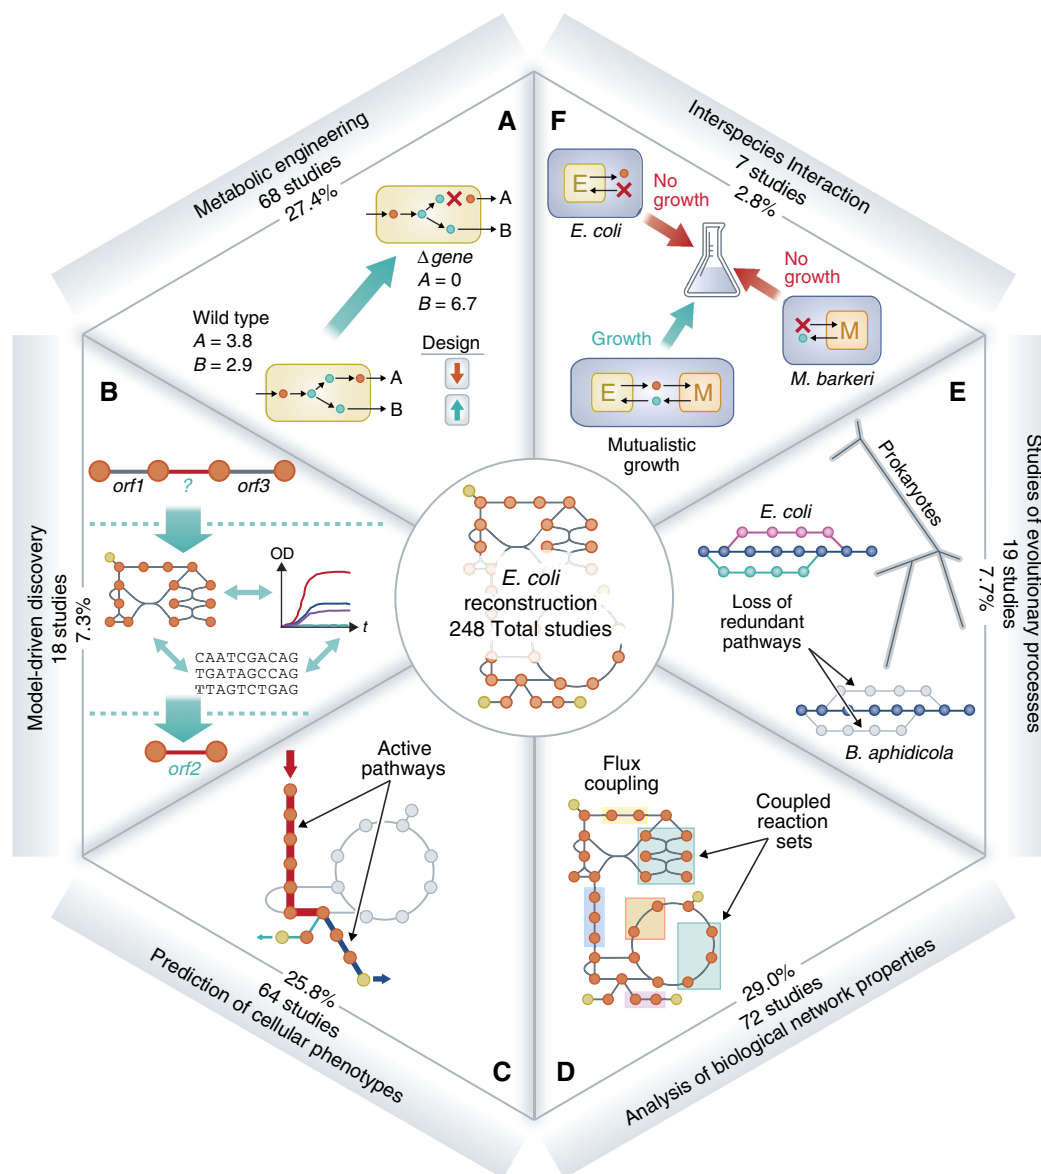 A
Metabolic engineering
68 studies
27.4%
A
B
Δ gene
A = 0
B = 6.7
Wild type
A = 3.8
B = 2.9
Design
A
B
F
Interspecies Interaction
7 studies
2.8%
E
No
growth
E. coli
No
growth
M
M. barkeri
Growth
E
M
Mutualistic
growth
B
Model-driven discovery
18 studies
7.3%
orf1
?
orf3
OD
t
CAATCGACAG
TGATAGCCAG
TTAGTCTGAG
orf2
E. coli
reconstruction
248 Total studies
E
Studies of evolutionary processes
19 studies
7.7%
Prokaryotes
E. coli
Loss of
redundant
pathways
B. aphidicola
C
Active
pathways
25.8%
64 studies
Prediction of cellular phenotypes
D
Flux
coupling
Coupled
reaction
sets
29.0%
72 studies
Analysis of biological network properties